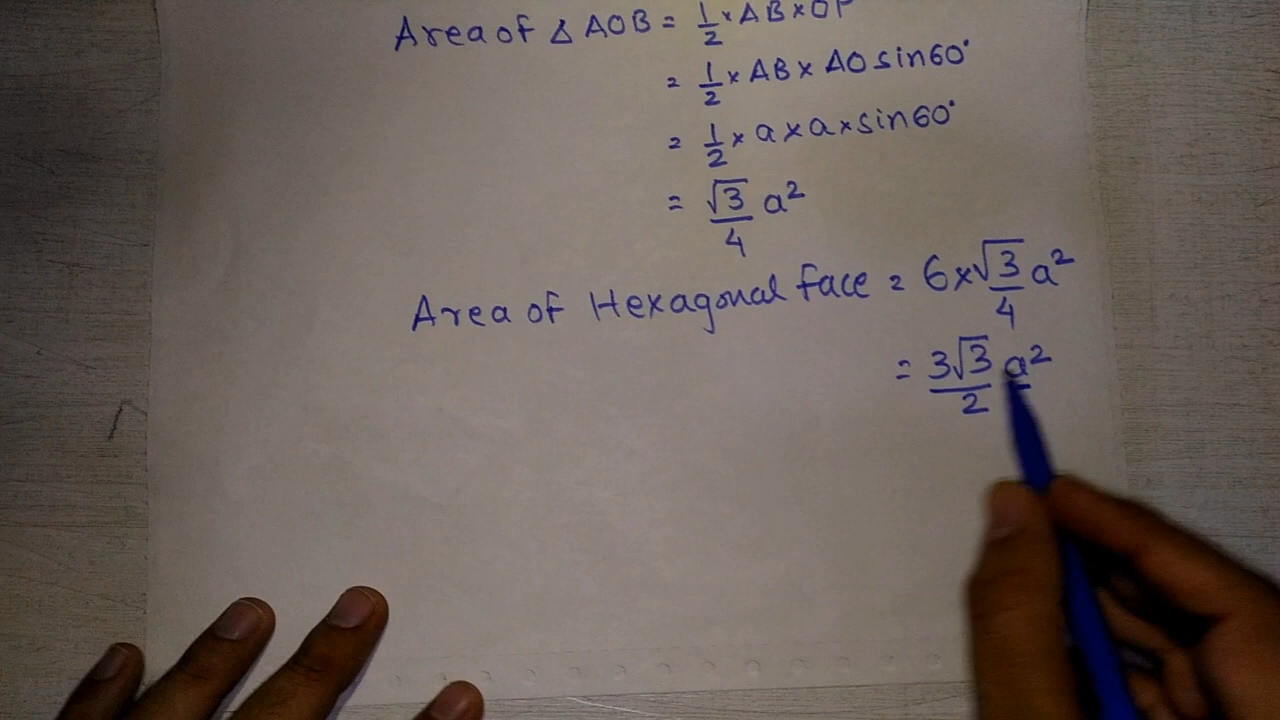 Area of Δ AOB = 1/2 × AB × OP
= 1/2 × AB × AO sin60°
= 1/2 × a × a × sin60°
= √3/4 a²
Area of Hexagonal face = 6 × √3/4 a²
= 3√3/2 a²